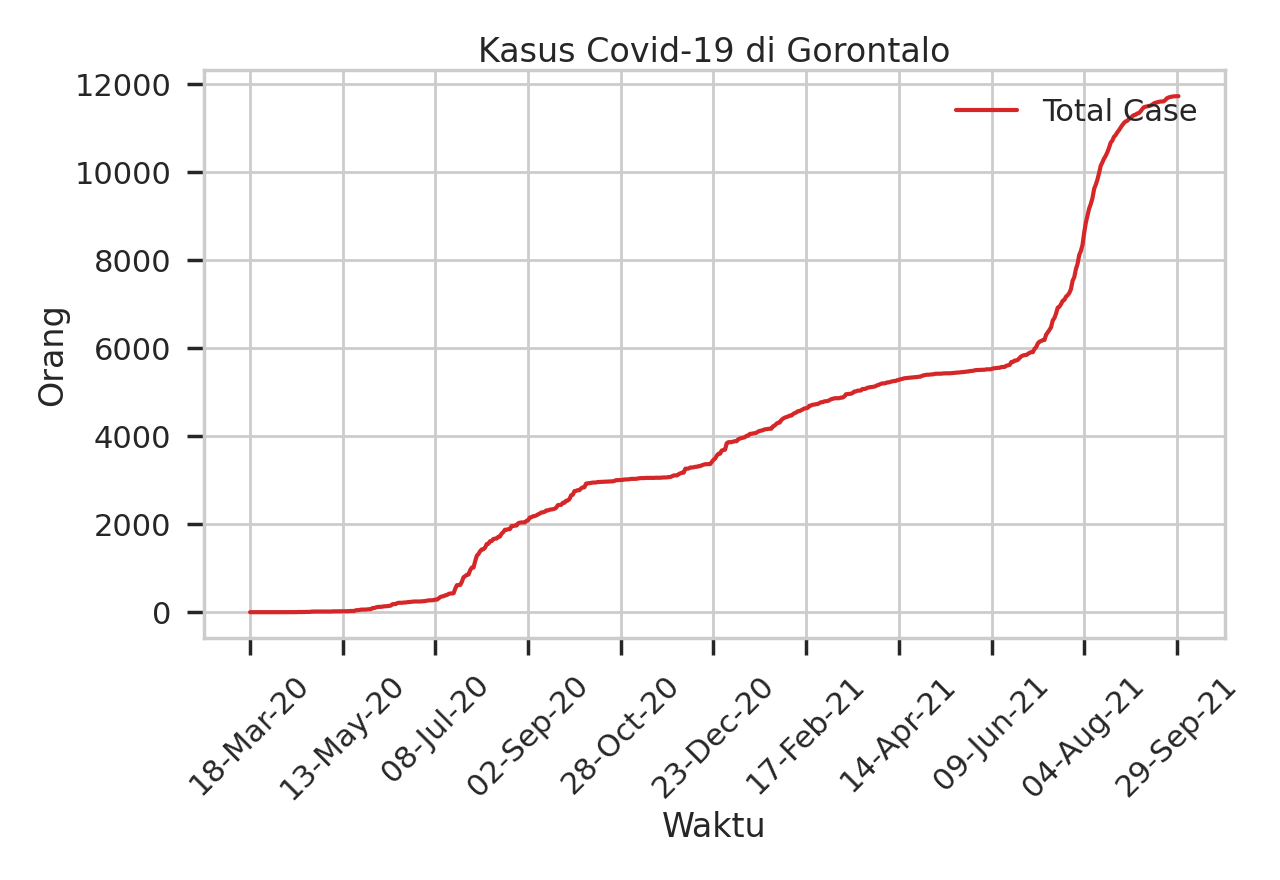 Kasus Covid-19 di Gorontalo
12000
10000
8000
6000
4000
2000
0
Orang
Total Case
18-Mar-20
13-May-20
08-Jul-20
02-Sep-20
28-Oct-20
23-Dec-20
17-Feb-21
14-Apr-21
09-Jun-21
04-Aug-21
29-Sep-21
Waktu